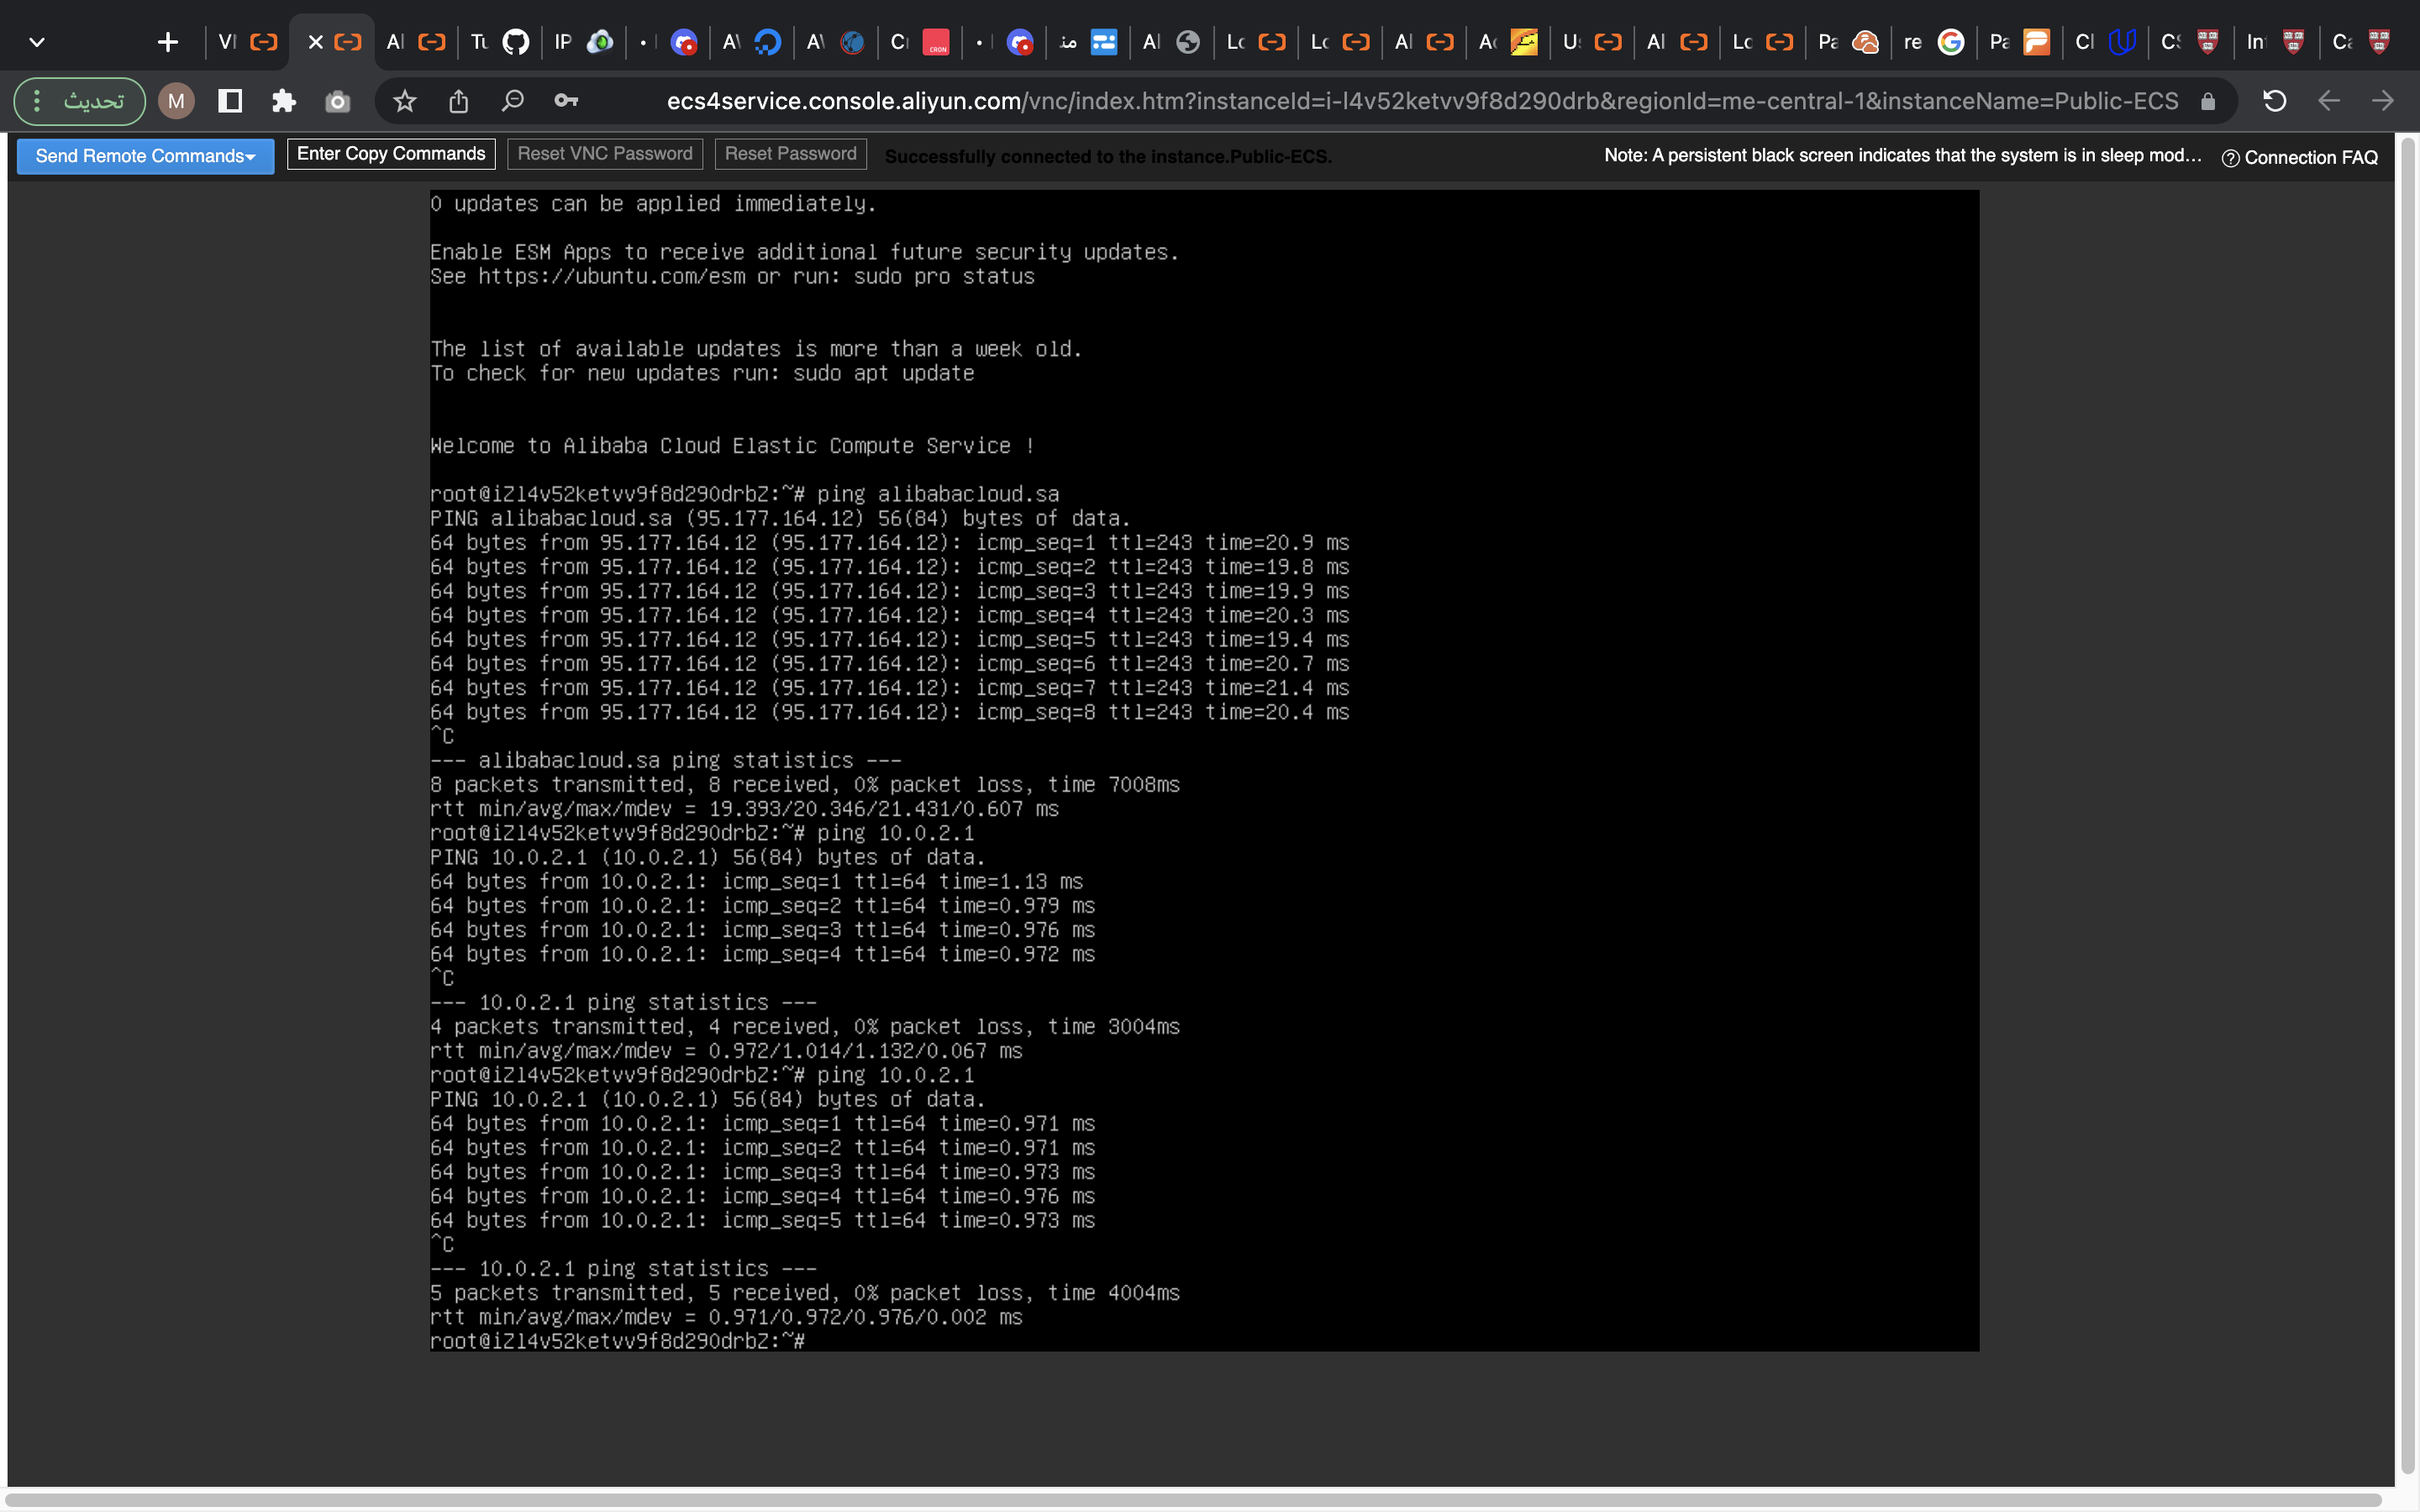 VI
AI
Tu
IP
A\
A\
Cr
CRON
من
AI
Lc
Lc
AI
Ac
U:
AI
Lc
Pa
re
Pa
Cl
C:
In
Ca
تحديث
M
ecs4service.console.aliyun.com/vnc/index.htm?instanceId=i-l4v52ketvv9f8d290drb&regionId=me-central-1&instanceName=Public-ECS
Send Remote Commands
Enter Copy Commands
Reset VNC Password
Reset Password
Successfully connected to the instance.Public-ECS.
Note: A persistent black screen indicates that the system is in sleep mod...
Connection FAQ
0 updates can be applied immediately.
Enable ESM Apps to receive additional future security updates.
See https://ubuntu.com/esm or run: sudo pro status
The list of available updates is more than a week old.
To check for new updates run: sudo apt update
Welcome to Alibaba Cloud Elastic Compute Service !
root@iZl4v52ketvv9f8d290drbZ:~# ping alibabacloud.sa
PING alibabacloud.sa (95.177.164.12) 56(84) bytes of data.
64 bytes from 95.177.164.12 (95.177.164.12): icmp_seq=1 ttl=243 time=20.9 ms
64 bytes from 95.177.164.12 (95.177.164.12): icmp_seq=2 ttl=243 time=19.8 ms
64 bytes from 95.177.164.12 (95.177.164.12): icmp_seq=3 ttl=243 time=19.9 ms
64 bytes from 95.177.164.12 (95.177.164.12): icmp_seq=4 ttl=243 time=20.3 ms
64 bytes from 95.177.164.12 (95.177.164.12): icmp_seq=5 ttl=243 time=19.4 ms
64 bytes from 95.177.164.12 (95.177.164.12): icmp_seq=6 ttl=243 time=20.7 ms
64 bytes from 95.177.164.12 (95.177.164.12): icmp_seq=7 ttl=243 time=21.4 ms
64 bytes from 95.177.164.12 (95.177.164.12): icmp_seq=8 ttl=243 time=20.4 ms
^C
--- alibabacloud.sa ping statistics ---
8 packets transmitted, 8 received, 0% packet loss, time 7008ms
rtt min/avg/max/mdev = 19.393/20.346/21.431/0.607 ms
root@iZl4v52ketvv9f8d290drbZ:~# ping 10.0.2.1
PING 10.0.2.1 (10.0.2.1) 56(84) bytes of data.
64 bytes from 10.0.2.1: icmp_seq=1 ttl=64 time=1.13 ms
64 bytes from 10.0.2.1: icmp_seq=2 ttl=64 time=0.979 ms
64 bytes from 10.0.2.1: icmp_seq=3 ttl=64 time=0.976 ms
64 bytes from 10.0.2.1: icmp_seq=4 ttl=64 time=0.972 ms
^C
--- 10.0.2.1 ping statistics ---
4 packets transmitted, 4 received, 0% packet loss, time 3004ms
rtt min/avg/max/mdev = 0.972/1.014/1.132/0.067 ms
root@iZl4v52ketvv9f8d290drbZ:~# ping 10.0.2.1
PING 10.0.2.1 (10.0.2.1) 56(84) bytes of data.
64 bytes from 10.0.2.1: icmp_seq=1 ttl=64 time=0.971 ms
64 bytes from 10.0.2.1: icmp_seq=2 ttl=64 time=0.971 ms
64 bytes from 10.0.2.1: icmp_seq=3 ttl=64 time=0.973 ms
64 bytes from 10.0.2.1: icmp_seq=4 ttl=64 time=0.976 ms
64 bytes from 10.0.2.1: icmp_seq=5 ttl=64 time=0.973 ms
^C
--- 10.0.2.1 ping statistics ---
5 packets transmitted, 5 received, 0% packet loss, time 4004ms
rtt min/avg/max/mdev = 0.971/0.972/0.976/0.002 ms
root@iZl4v52ketvv9f8d290drbZ:~#